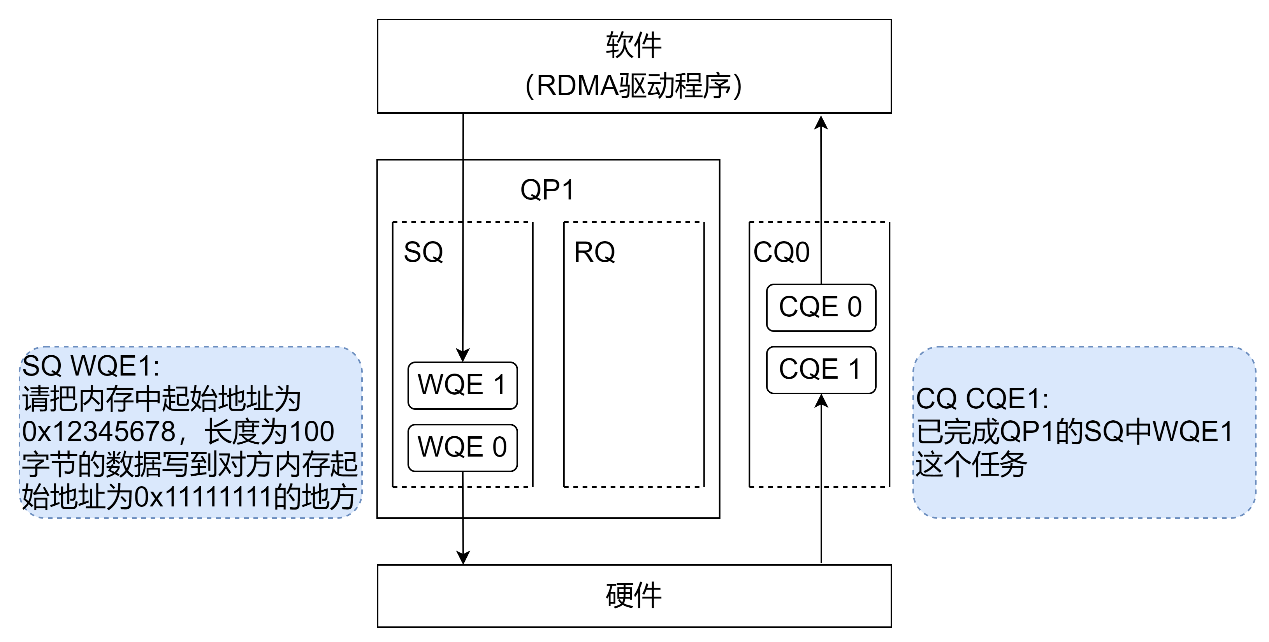 软件
（RDMA驱动程序）
QP1
SQ
RQ
CQ0
CQE 0
CQE 1
WQE 1
WQE 0
SQ WQE1:
请把内存中起始地址为
0x12345678，长度为100
字节的数据写到对方内存起
始地址为0x11111111的地方
CQ CQE1:
已完成QP1的SQ中WQE1
这个任务
硬件